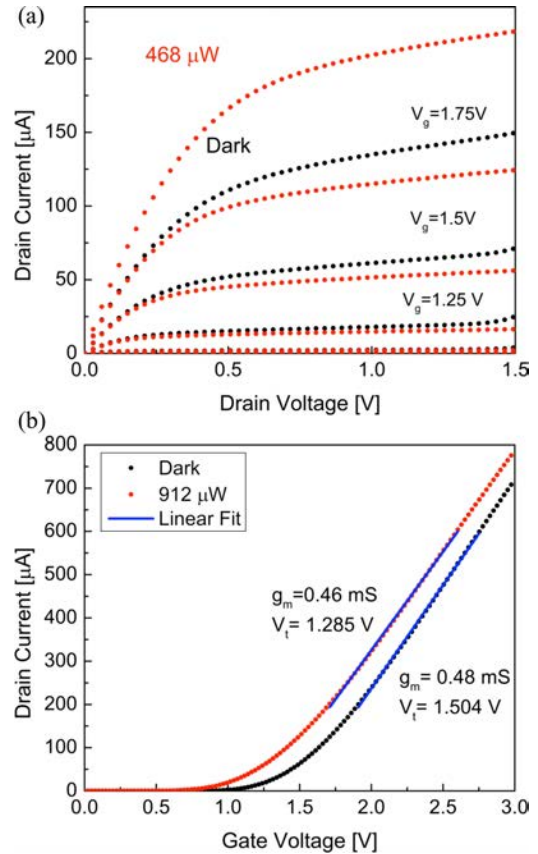 (a)
200
150
100
50
0
Drain Current [μA]
468 μW
Dark
V_g=1.75V
V_g=1.5V
V_g=1.25 V
0.0 0.5 1.0 1.5
Drain Voltage [V]
(b)
800
700
600
500
400
300
200
100
0
Drain Current [μA]
Dark
912 μW
Linear Fit
g_m=0.46 mS
V_t= 1.285 V
g_m= 0.48 mS
V_t= 1.504 V
0.0 0.5 1.0 1.5 2.0 2.5 3.0
Gate Voltage [V]